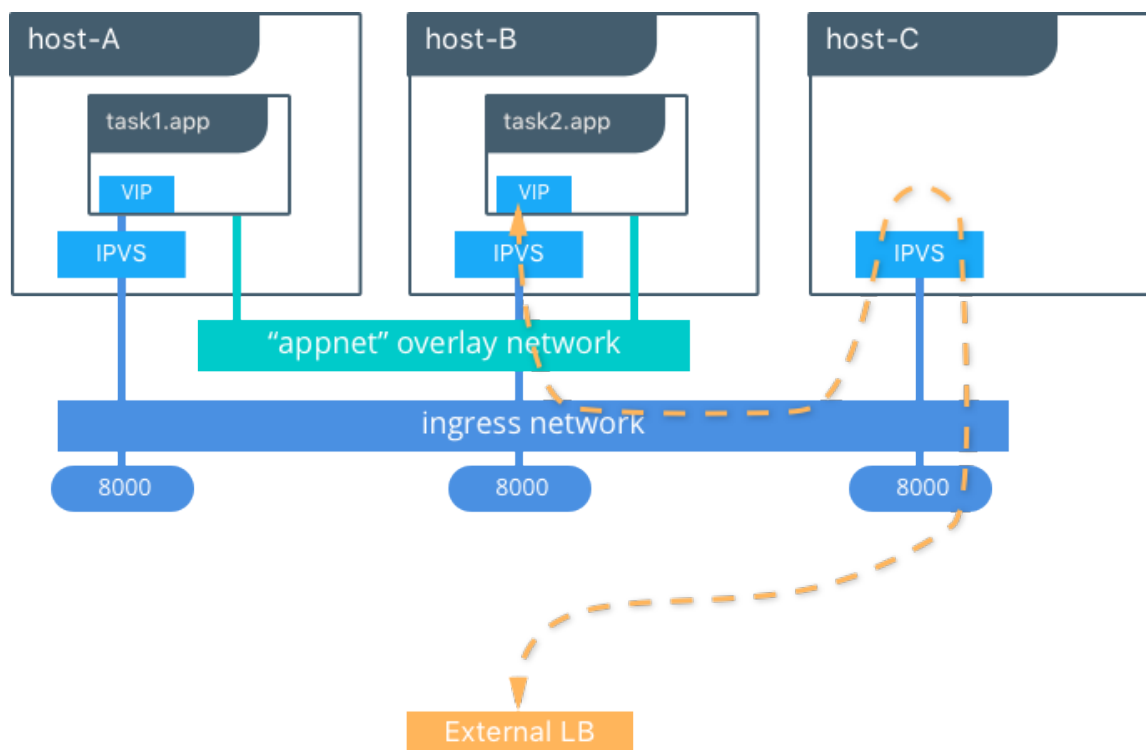 host-A
host-B
host-C
task1.app
task2.app
VIP
VIP
IPVS
IPVS
IPVS
“appnet” overlay network
ingress network
8000
8000
8000
External LB